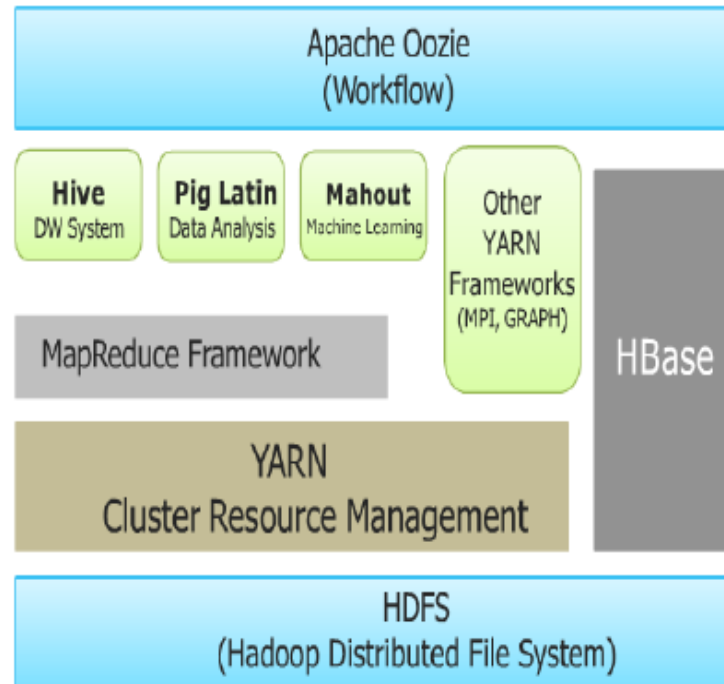 Apache Oozie
(Workflow)
Hive
DW System
Pig Latin
Data Analysis
Mahout
Machine Learning
Other
YARN
Frameworks
(MPI, GRAPH)
HBase
MapReduce Framework
YARN
Cluster Resource Management
HDFS
(Hadoop Distributed File System)